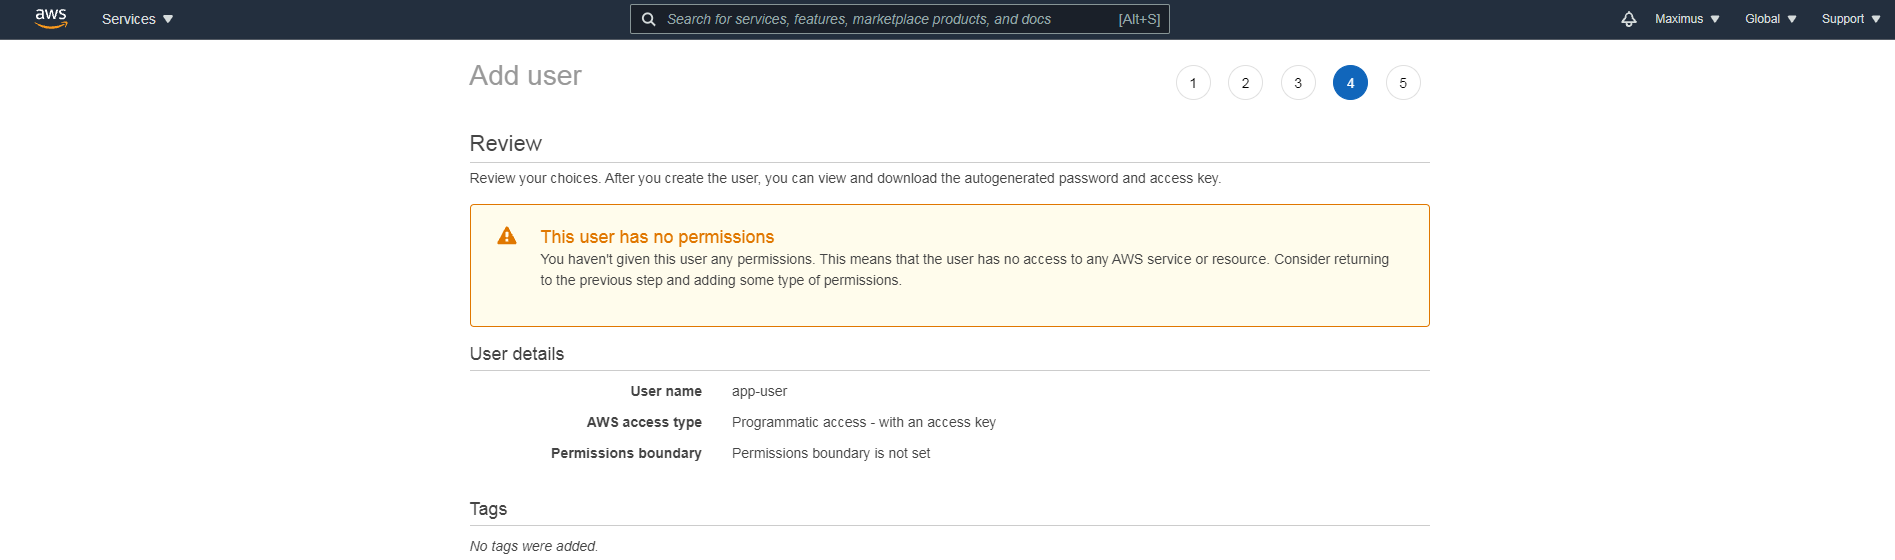 aws Services Search for services, features, marketplace products, and docs [Alt+S] Maximus Global Support
Add user 1 2 3 4 5
Review
Review your choices. After you create the user, you can view and download the autogenerated password and access key.
This user has no permissions
You haven't given this user any permissions. This means that the user has no access to any AWS service or resource. Consider returning
to the previous step and adding some type of permissions.
User details
User name app-user
AWS access type Programmatic access - with an access key
Permissions boundary Permissions boundary is not set
Tags
No tags were added.